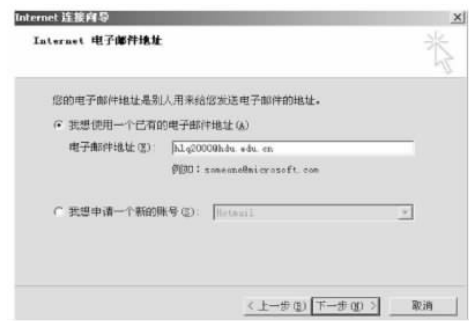 Internet 连接向导
Internet 电子邮件地址
您的电子邮件地址是别人用来给您发送电子邮件的地址。
我想使用一个已有的电子邮件地址(A)
电子邮件地址(E): hlq2000@hdu.edu.cn
例如：someone@microsoft.com
我想申请一个新的账号(S): Hotmail
< 上一步(B) 下一步(N) > 取消